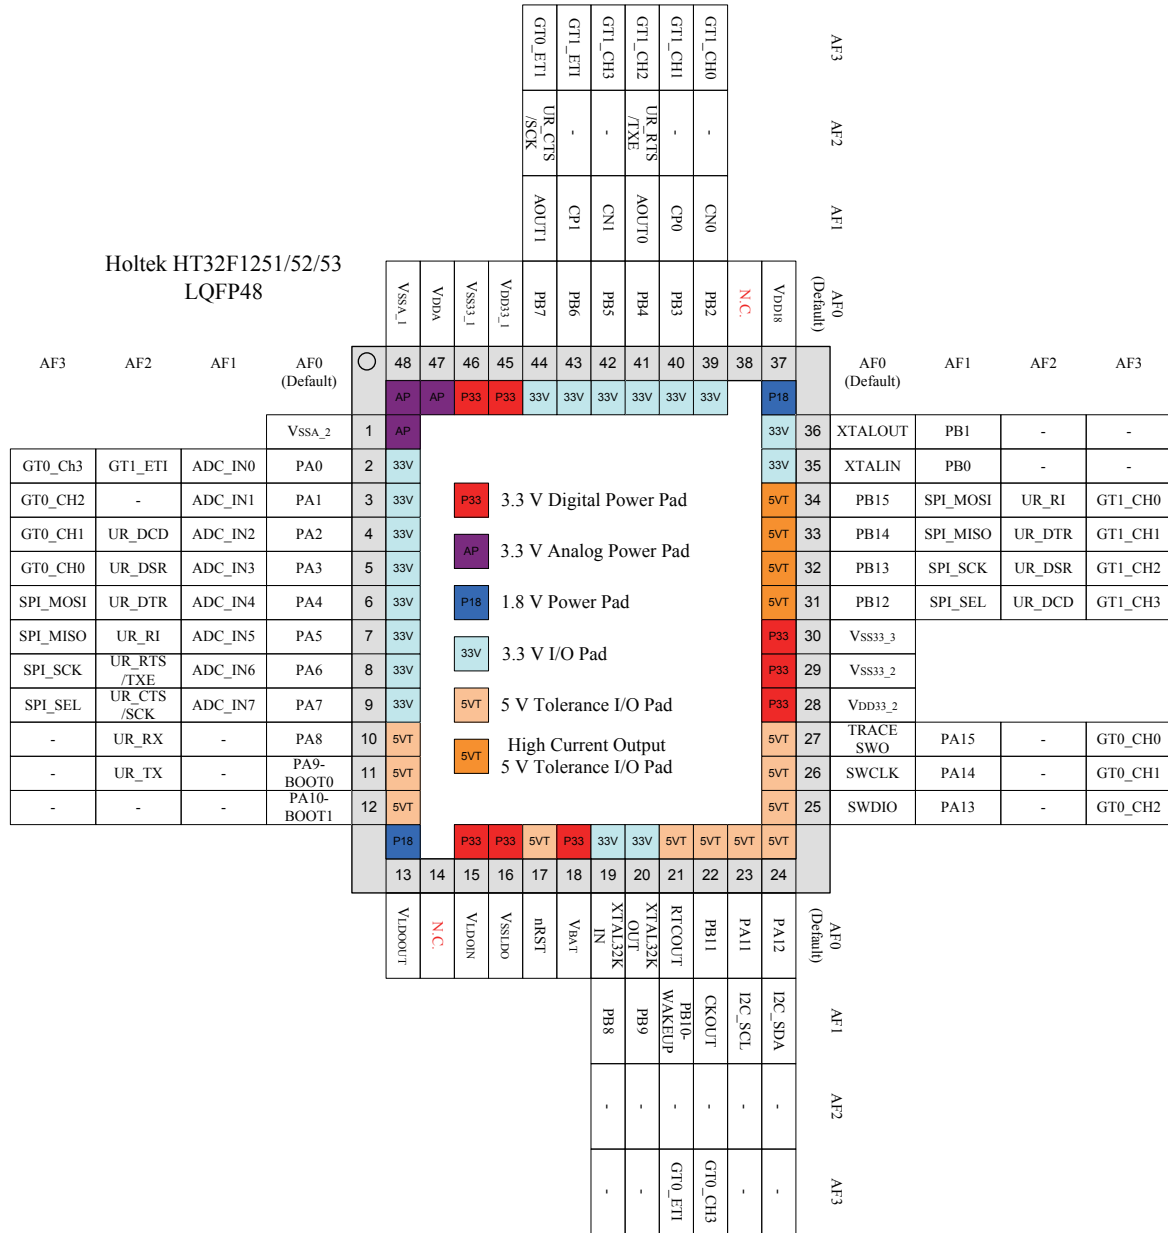 GT0_ETI GT1_ETI GT1_CH3 GT1_CH2 GT1_CH1 GT1_CH0 AF3
UR_CTS /SCK - - UR_RTS /TXE - - AF2
AOUT1 CP1 CN1 AOUT0 CP0 CN0 AF1
Holtek HT32F1251/52/53
LQFP48
VSSA_1 VDDA VSS33_1 VDD33_1 PB7 PB6 PB5 PB4 PB3 PB2 N.C. VDD18 AF0 (Default)
AF3 AF2 AF1 AF0 (Default) 48 47 46 45 44 43 42 41 40 39 38 37 AF0 (Default) AF1 AF2 AF3
AP AP P33 P33 33V 33V 33V 33V 33V 33V P18
VSSA_2 1 AP 33V 36 XTALOUT PB1 - -
GT0_Ch3 GT1_ETI ADC_IN0 PA0 2 33V 33V 35 XTALIN PB0 - -
GT0_CH2 - ADC_IN1 PA1 3 33V P33 3.3 V Digital Power Pad 5VT 34 PB15 SPI_MOSI UR_RI GT1_CH0
GT0_CH1 UR_DCD ADC_IN2 PA2 4 33V AP 3.3 V Analog Power Pad 5VT 33 PB14 SPI_MISO UR_DTR GT1_CH1
GT0_CH0 UR_DSR ADC_IN3 PA3 5 33V 5VT 32 PB13 SPI_SCK UR_DSR GT1_CH2
SPI_MOSI UR_DTR ADC_IN4 PA4 6 33V P18 1.8 V Power Pad 5VT 31 PB12 SPI_SEL UR_DCD GT1_CH3
SPI_MISO UR_RI ADC_IN5 PA5 7 33V 33V 3.3 V I/O Pad P33 30 VSS33_3
SPI_SCK UR_RTS /TXE ADC_IN6 PA6 8 33V P33 29 VSS33_2
SPI_SEL UR_CTS /SCK ADC_IN7 PA7 9 33V 5VT 5 V Tolerance I/O Pad P33 28 VDD33_2
- UR_RX - PA8 10 5VT 5VT High Current Output 5VT 27 TRACE SWO PA15 - GT0_CH0
- UR_TX - PA9-BOOT0 11 5VT 5 V Tolerance I/O Pad 5VT 26 SWCLK PA14 - GT0_CH1
- - - PA10-BOOT1 12 5VT 5VT 25 SWDIO PA13 - GT0_CH2
P18 P33 P33 5VT P33 33V 33V 5VT 5VT 5VT 5VT
13 14 15 16 17 18 19 20 21 22 23 24
VLDOOUT N.C. VLDOIN VSSLDO nRST VBAT XTAL32K IN XTAL32K OUT RTCOUT PB11 PA11 PA12 AF0 (Default)
PB8 PB9 PB10-WAKEUP CKOUT I2C_SCL I2C_SDA AF1
- - - - - - AF2
- - GT0_ETI GT0_CH3 - - AF3